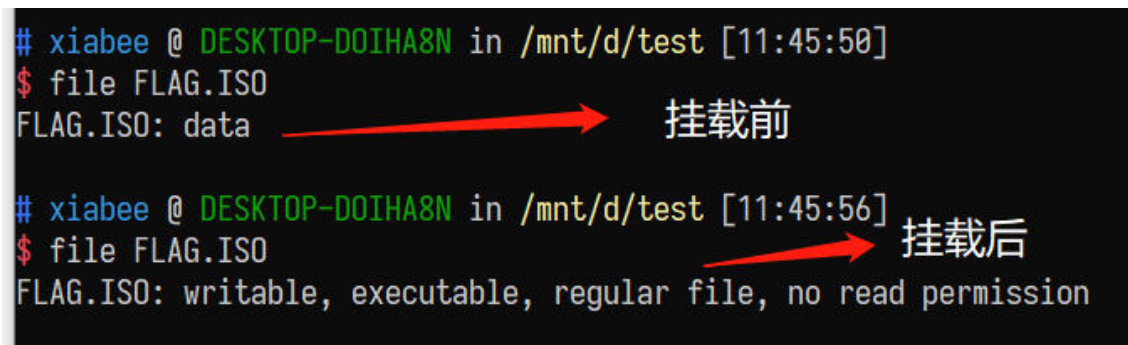 # xiabee @ DESKTOP-DOIHA8N in /mnt/d/test [11:45:50]
$ file FLAG.ISO
FLAG.ISO: data
挂载前
# xiabee @ DESKTOP-DOIHA8N in /mnt/d/test [11:45:56]
挂载后
$ file FLAG.ISO
FLAG.ISO: writable, executable, regular file, no read permission